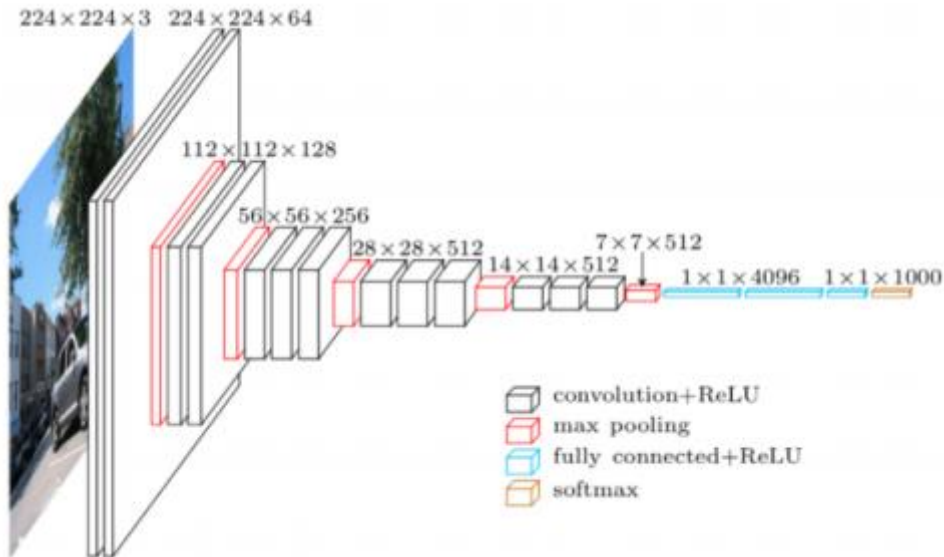 224×224×3
224×224×64
112×112×128
56×56×256
28×28×512
14×14×512
7×7×512
1×1×4096
1×1×1000
convolution+ReLU
max pooling
fully connected+ReLU
softmax